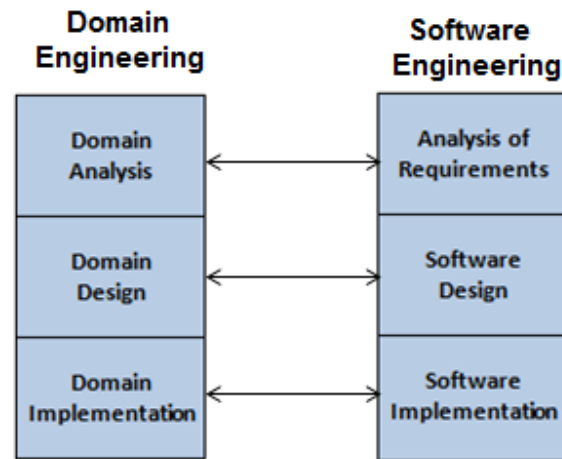 Domain
Engineering
Software
Engineering
Domain
Analysis
Analysis of
Requirements
Domain
Design
Software
Design
Domain
Implementation
Software
Implementation